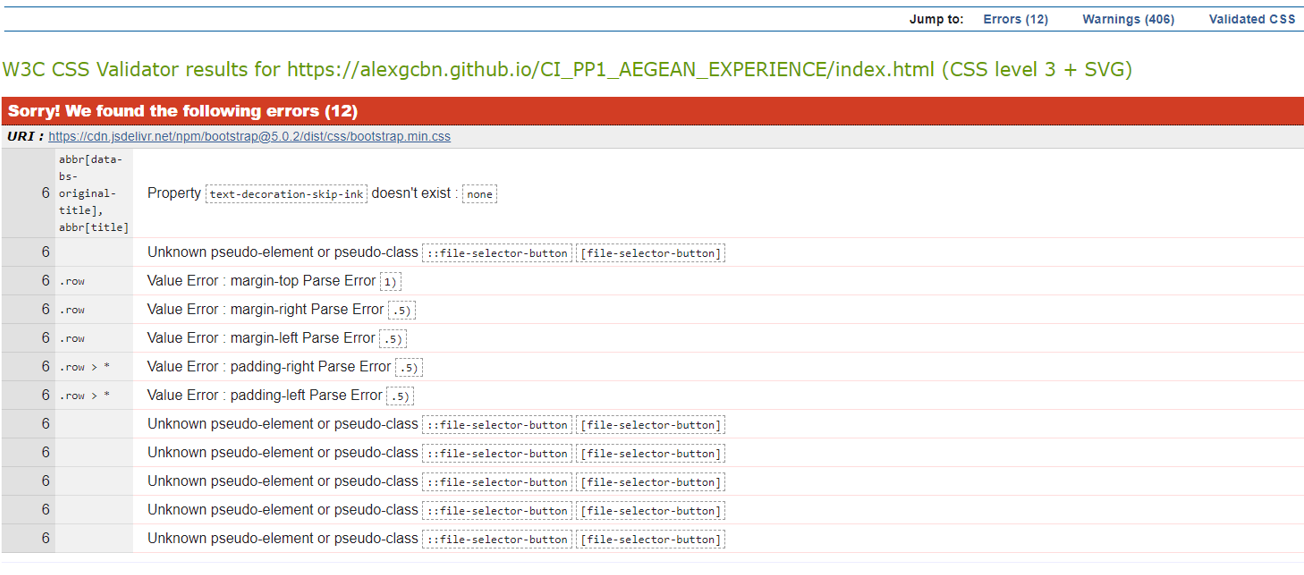 Jump to: Errors (12) Warnings (406) Validated CSS
W3C CSS Validator results for https://alexgcbn.github.io/CI_PP1_AEGEAN_EXPERIENCE/index.html (CSS level 3 + SVG)
Sorry! We found the following errors (12)
URI : https://cdn.jsdelivr.net/npm/bootstrap@5.0.2/dist/css/bootstrap.min.css
abbr[data-
bs-
6 original- Property text-decoration-skip-ink doesn't exist : none
title],
abbr[title]
6 Unknown pseudo-element or pseudo-class ::file-selector-button [file-selector-button]
6 .row Value Error : margin-top Parse Error 1)
6 .row Value Error : margin-right Parse Error .5)
6 .row Value Error : margin-left Parse Error .5)
6 .row > * Value Error : padding-right Parse Error .5)
6 .row > * Value Error : padding-left Parse Error .5)
6 Unknown pseudo-element or pseudo-class ::file-selector-button [file-selector-button]
6 Unknown pseudo-element or pseudo-class ::file-selector-button [file-selector-button]
6 Unknown pseudo-element or pseudo-class ::file-selector-button [file-selector-button]
6 Unknown pseudo-element or pseudo-class ::file-selector-button [file-selector-button]
6 Unknown pseudo-element or pseudo-class ::file-selector-button [file-selector-button]